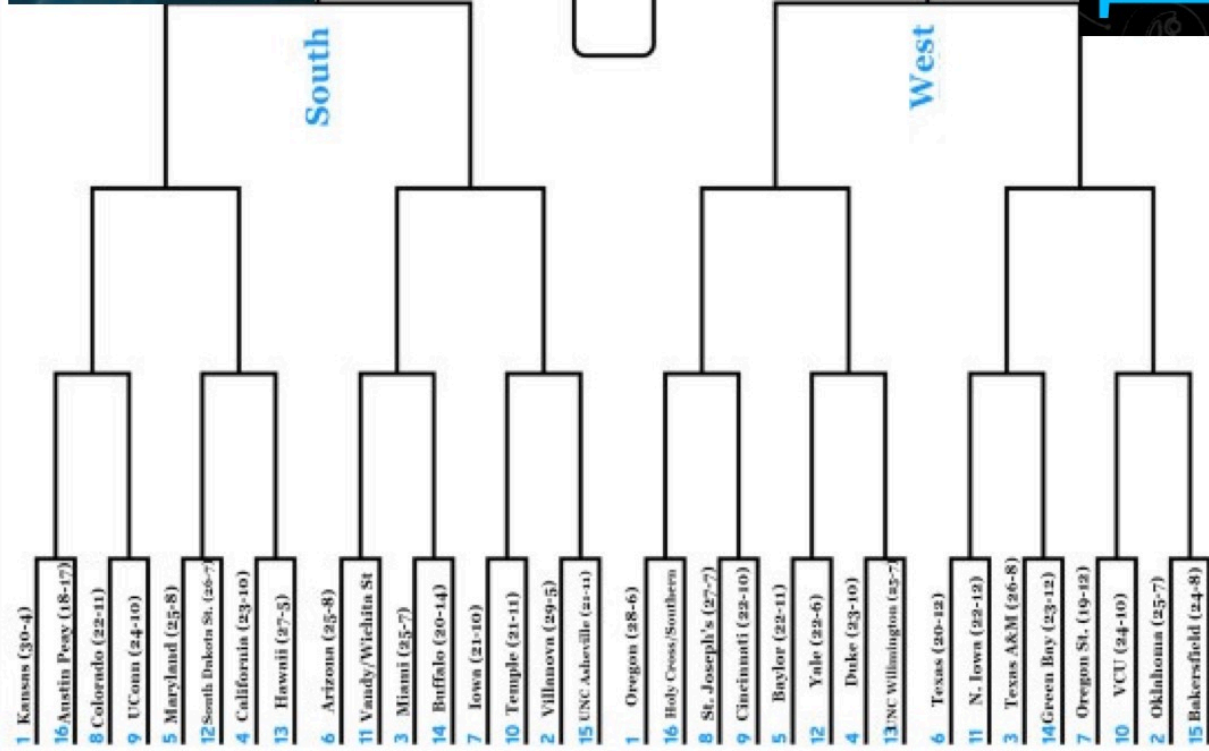 South
West
1 Kansas (30-4)
16 Austin Peay (18-17)
8 Colorado (22-11)
9 UConn (24-10)
5 Maryland (25-8)
12 South Dakota St. (26-7)
4 California (23-10)
13 Hawaii (27-5)
6 Arizona (25-8)
11 Vandy/Wichita St
3 Miami (25-7)
14 Buffalo (20-14)
7 Iowa (21-10)
10 Temple (21-11)
2 Villanova (29-5)
15 UNC Asheville (21-11)
1 Oregon (28-6)
16 Holy Cross/Southern
8 St. Joseph's (27-7)
9 Cincinnati (22-10)
5 Baylor (22-11)
12 Yale (22-6)
4 Duke (23-10)
13 UNC Wilimington (25-7)
6 Texas (20-12)
11 N. Iowa (22-12)
3 Texas A&M (26-8)
14 Green Bay (23-12)
7 Oregon St. (19-12)
10 VCU (24-10)
2 Oklahoma (25-7)
15 Bakersfield (24-8)